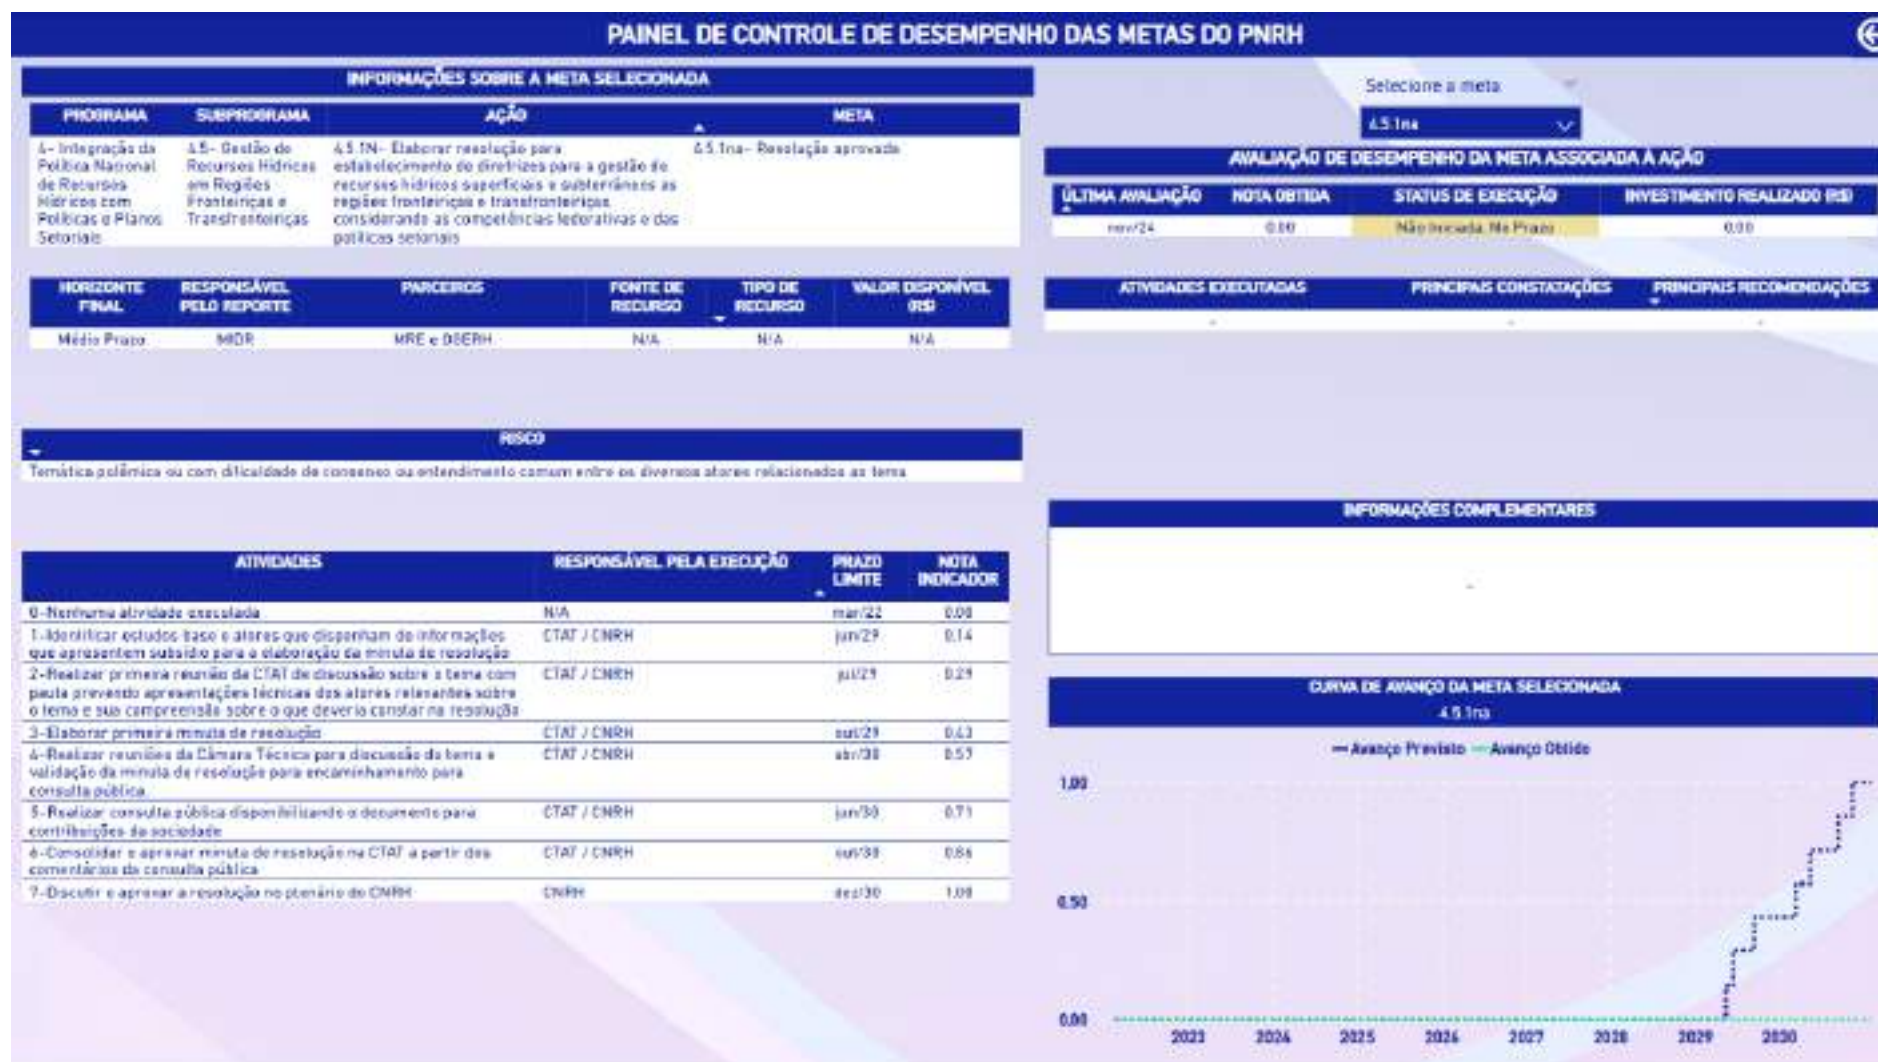 PAINEL DE CONTROLE DE DESEMPENHO DAS METAS DO PNRH
INFORMAÇÕES SOBRE A META SELECIONADA
PROGRAMA SUBPROGRAMA AÇÃO META
4- Integração da Política Nacional de Recursos Hídricos com Políticas e Planos Setoriais
4.5- Gestão de Recursos Hídricos em Regiões Fronteiriças e Transfronteiriças
4.5.1N- Elaborar resolução para estabelecimento de diretrizes para a gestão de recursos hídricos superficiais e subterrâneos as regiões fronteiriças e transfronteiriças considerando as competências federativas e das políticas setoriais
4.5.1na- Resolução aprovada
HORIZONTE FINAL RESPONSÁVEL PELO REPORTE PARCEIROS FONTE DE RECURSO TIPO DE RECURSO VALOR DISPONÍVEL (R$)
Médio Prazo MIDR MRE e N/A N/A N/A
RISCO
Temática polêmica ou com dificuldade de consenso ou entendimento comum entre os diversos atores relacionados ao tema
ATIVIDADES RESPONSÁVEL PELA EXECUÇÃO PRAZO LIMITE NOTA INDICADOR
0-Nenhuma atividade executada N/A mar/22 0.00
1-Identificar estudos base e atores que disponham de informações que apresentem subsídio para a elaboração da minuta de resolução CTAT / CNRH jun/29 0.14
2-Realizar primeira reunião da CTAT de discussão sobre o tema com pauta prevendo apresentações técnicas dos atores relevantes sobre o tema e sua compreensão sobre o que deveria constar na resolução CTAT / CNRH jul/29 0.29
3-Elaborar primeira minuta de resolução CTAT / CNRH out/29 0.43
4-Realizar reuniões da Câmara Técnica para discussão do tema e validação da minuta de resolução para encaminhamento para consulta pública. CTAT / CNRH abr/30 0.57
5-Realizar consulta pública disponibilizando o documento para contribuições da sociedade CTAT / CNRH jun/30 0.71
6-Consolidar e aprovar minuta de resolução na CTAT a partir dos comentários da consulta pública CTAT / CNRH out/30 0.86
7-Discutir e aprovar a resolução no plenário do CNRH CNRH dez/30 1.00
Selecione a meta
4.5.1na
AVALIAÇÃO DE DESEMPENHO DA META ASSOCIADA À AÇÃO
ÚLTIMA AVALIAÇÃO NOTA OBTIDA STATUS DE EXECUÇÃO INVESTIMENTO REALIZADO (R$)
nov/24 0.00 Não Iniciada. No Prazo 0.00
ATIVIDADES EXECUTADAS PRINCIPAIS CONSTATAÇÕES PRINCIPAIS RECOMENDAÇÕES
- - -
INFORMAÇÕES COMPLEMENTARES
-
CURVA DE AVANÇO DA META SELECIONADA
4.5.1na
Avanço Previsto Avanço Obtido
1.00
0.50
0.00
2023 2024 2025 2026 2027 2028 2029 2030